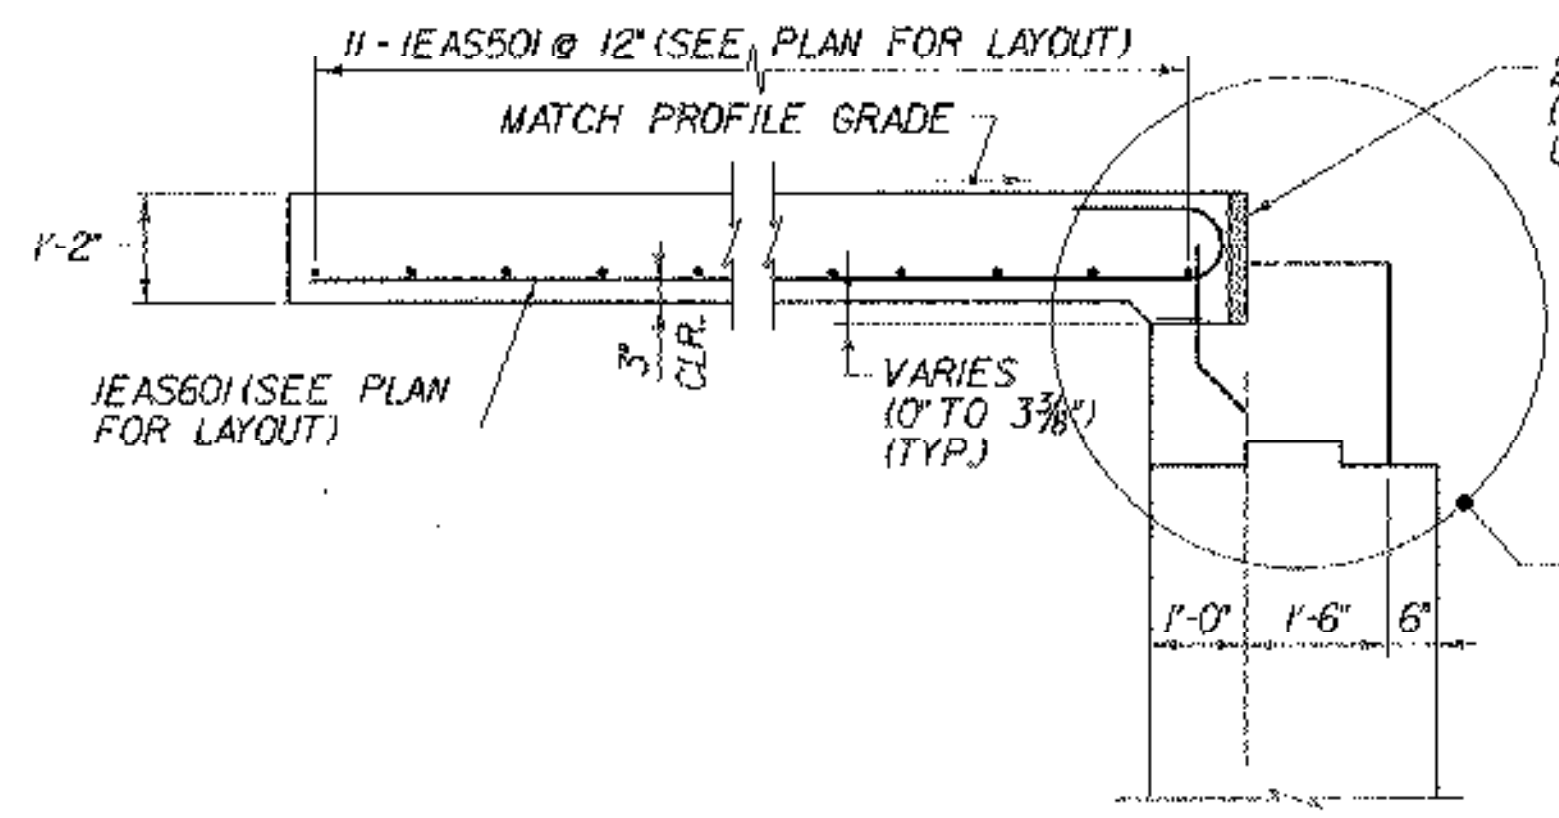 11 - 1EAS501 @ 12" (SEE PLAN FOR LAYOUT)
MATCH PROFILE GRADE
1'-2"
3" CLR.
1EAS601 (SEE PLAN
FOR LAYOUT)
VARIES
(0" TO 3⅜")
(TYP.)
1'-0"
1'-6"
6"